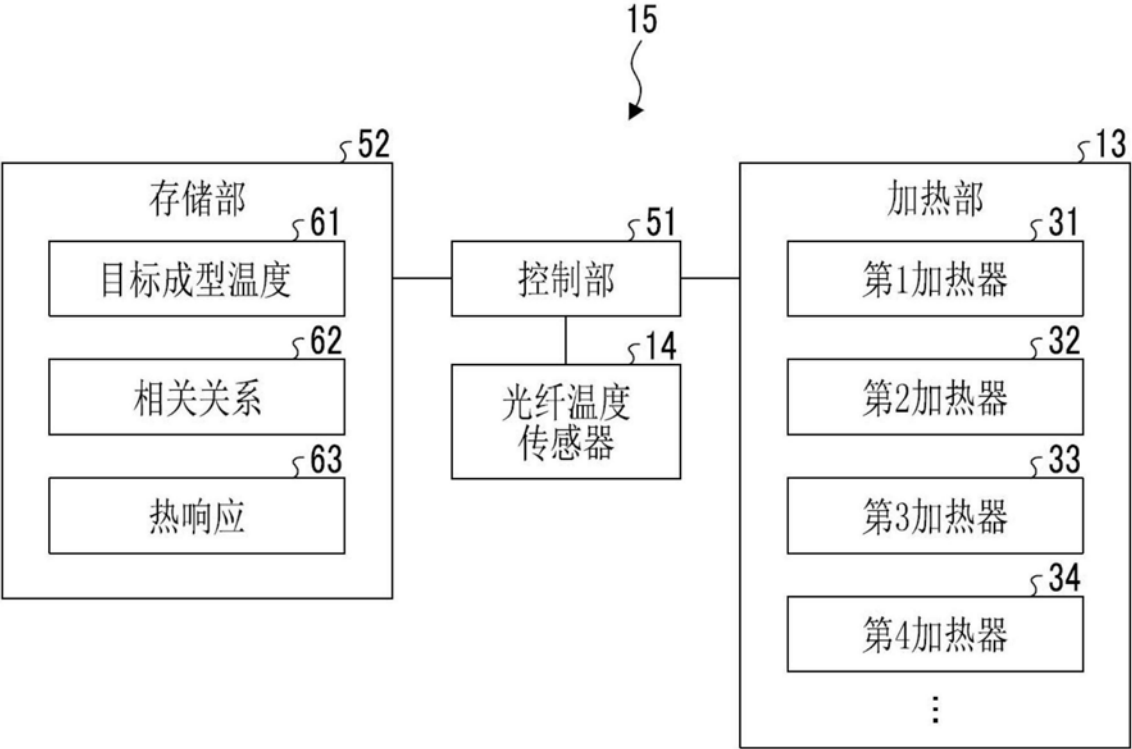 15
52
存储部
61
目标成型温度
62
相关关系
63
热响应
51
控制部
14
光纤温度
传感器
13
加热部
31
第1加热器
32
第2加热器
33
第3加热器
34
第4加热器
⋮